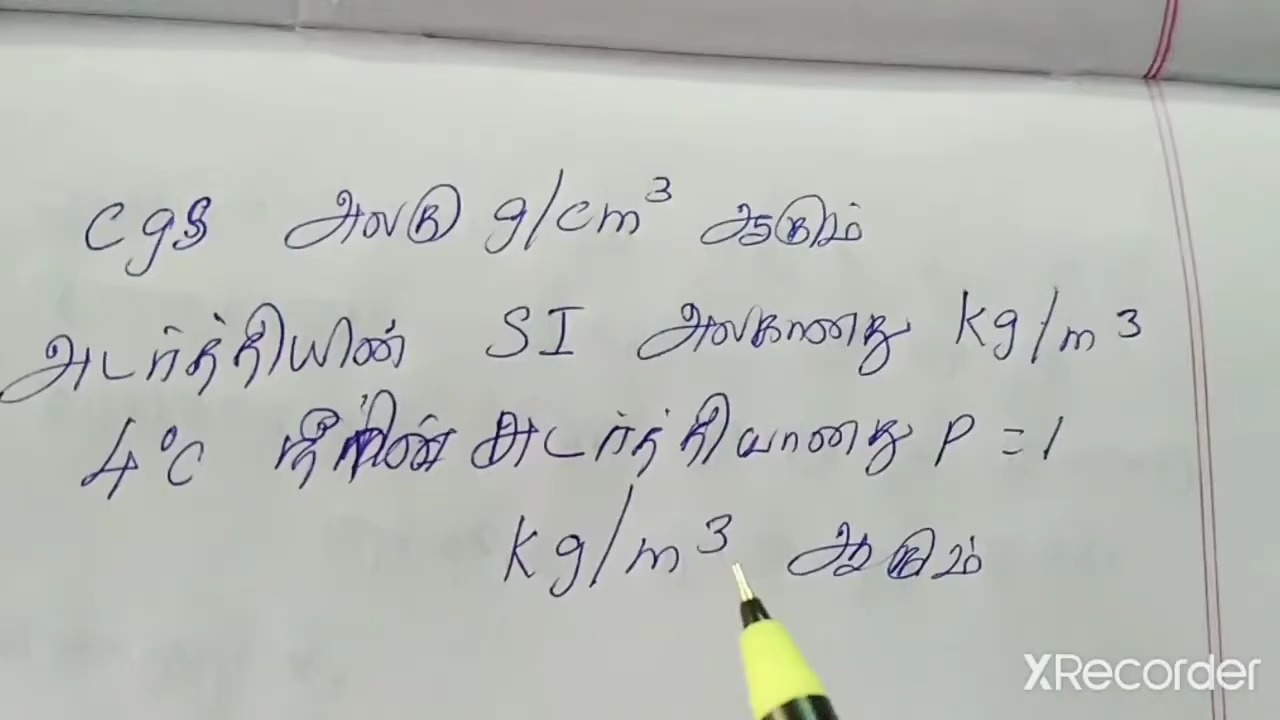 cgs அலகு g/cm³ ஆகும்
அடர்த்தியின் SI அலகானது kg/m³
4°C நீரின் அடர்த்தியானது P = 1
kg/m³ ஆகும்
XRecorder